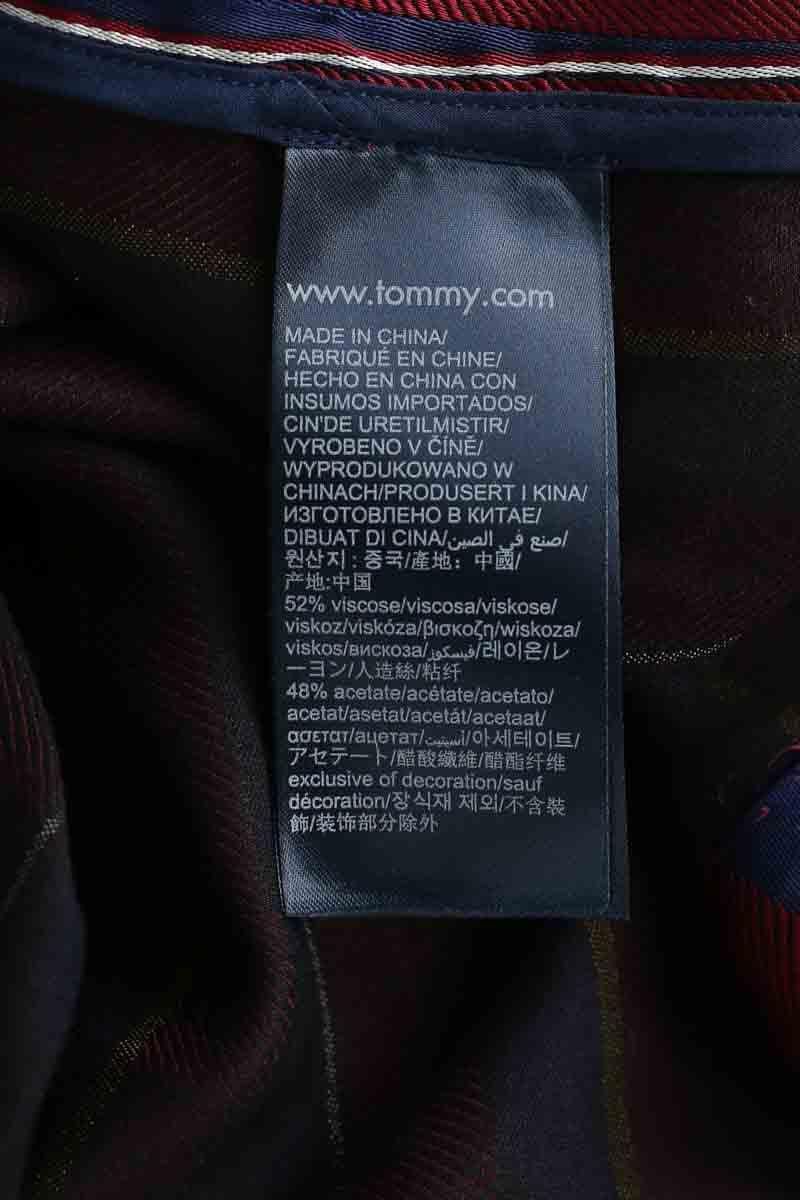 www.tommy.com
MADE IN CHINA/
FABRIQUÉ EN CHINE/
HECHO EN CHINA CON
INSUMOS IMPORTADOS/
CIN'DE URETILMISTIR/
VYROBENO V ČÍNĚ/
WYPRODUKOWANO W
CHINACH/PRODUSERT I KINA/
ИЗГОТОВЛЕНО В КИТАЕ/
DIBUAT DI CINA/صنع في الصين/
원산지: 중국/產地: 中國/
产地:中国
52% viscose/viscosa/viskose/
viskoz/viskóza/βισκοζη/wiskoza/
viskos/вискоза/فيسكوز/레이온/レ
ーヨン/人造絲/粘纤
48% acetate/acétate/acetato/
acetat/asetat/acetát/acetaat/
ασετατ/ацетат/أسيتيت/아세테이트/
アセテート/醋酸纖維/醋酯纤维
exclusive of decoration/sauf
décoration/장식재 제외/不含裝
飾/装饰部分除外